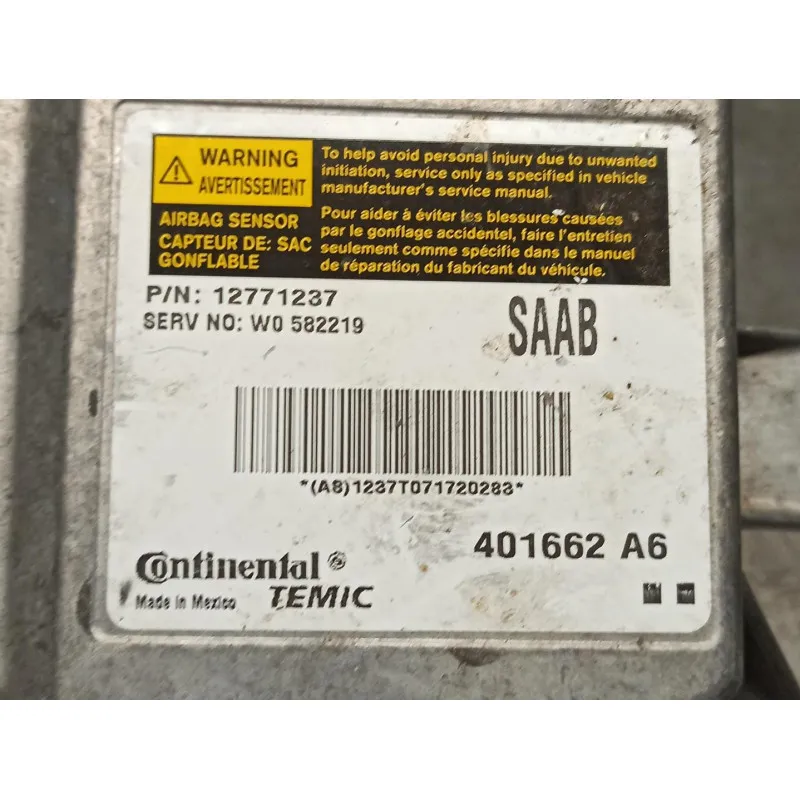 WARNING
AVERTISSEMENT
AIRBAG SENSOR
CAPTEUR DE: SAC
GONFLABLE
To help avoid personal injury due to unwanted
initiation, service only as specified in vehicle
manufacturer's service manual.
Pour aider á éviter les blessures causées
par le gonflage accidentel, faire l'entretien
seulement comme spécifie dans le manuel
de réparation du fabricant du véhicule.
P/N: 12771237
SERV NO: W0 582219
SAAB
*(A8)1237T071720283*
401662 A6
Continental
TEMIC
Made in Mexico